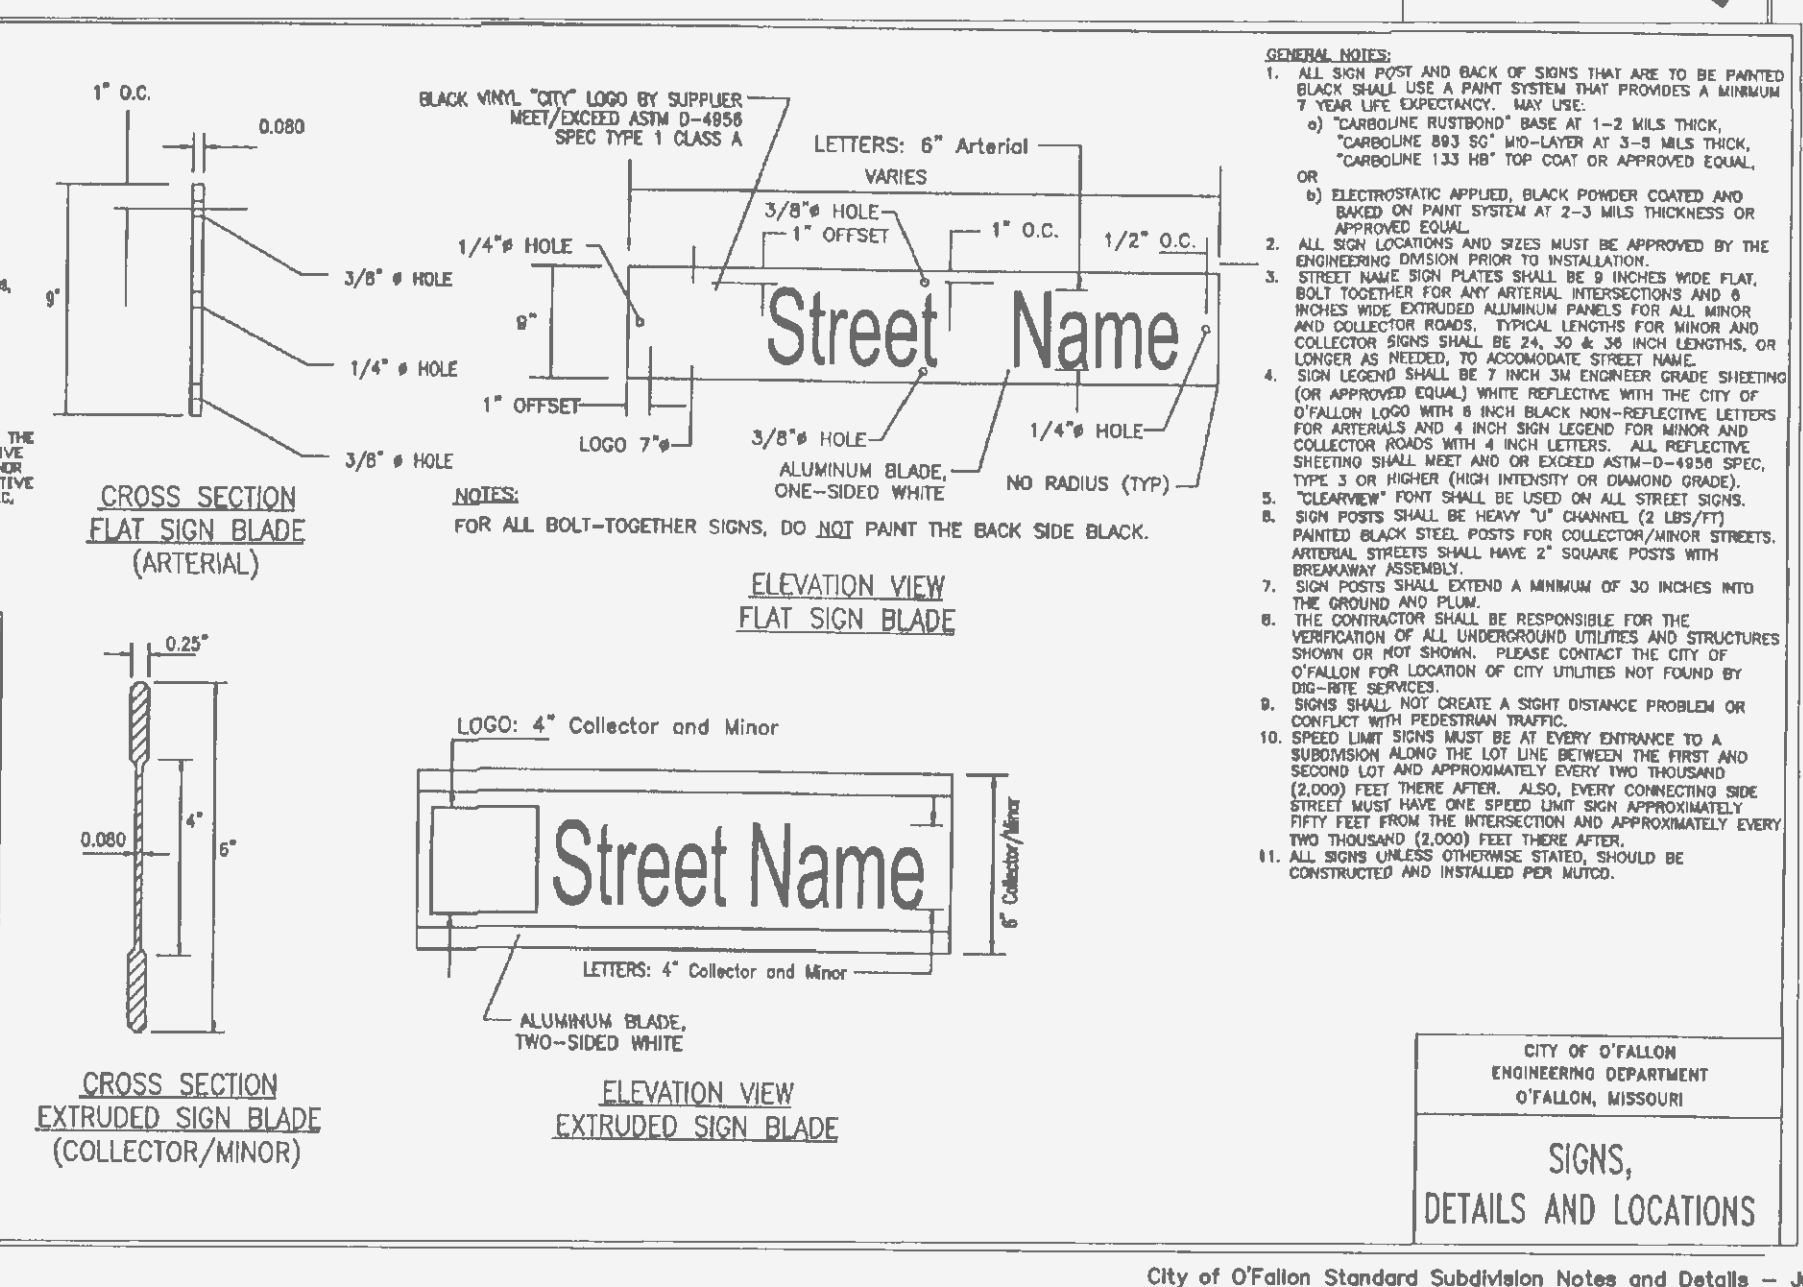 1" O.C.
0.080
9"
3/8" ø HOLE
1/4" ø HOLE
3/8" ø HOLE
CROSS SECTION
FLAT SIGN BLADE
(ARTERIAL)
THE
IVE
TIVE
BLACK VINYL "CITY" LOGO BY SUPPLIER
MEET/EXCEED ASTM D-4956
SPEC TYPE 1 CLASS A
LETTERS: 6" Arterial
VARIES
3/8"ø HOLE
1" OFFSET
1" O.C.
1/2" O.C.
1/4"ø HOLE
9"
Street Name
1" OFFSET
LOGO 7"ø
3/8"ø HOLE
1/4"ø HOLE
ALUMINUM BLADE,
ONE-SIDED WHITE
NO RADIUS (TYP)
NOTES:
FOR ALL BOLT-TOGETHER SIGNS, DO NOT PAINT THE BACK SIDE BLACK.
ELEVATION VIEW
FLAT SIGN BLADE
0.25"
0.080
4"
6"
CROSS SECTION
EXTRUDED SIGN BLADE
(COLLECTOR/MINOR)
LOGO: 4" Collector and Minor
Street Name
6" Collector/Minor
LETTERS: 4" Collector and Minor
ALUMINUM BLADE,
TWO-SIDED WHITE
ELEVATION VIEW
EXTRUDED SIGN BLADE
GENERAL NOTES:
1. ALL SIGN POST AND BACK OF SIGNS THAT ARE TO BE PAINTED
BLACK SHALL USE A PAINT SYSTEM THAT PROVIDES A MINIMUM
7 YEAR LIFE EXPECTANCY. MAY USE:
a) "CARBOLINE RUSTBOND" BASE AT 1-2 MILS THICK,
"CARBOLINE 893 SG" MID-LAYER AT 3-5 MILS THICK,
"CARBOLINE 133 HB" TOP COAT OR APPROVED EQUAL,
OR
b) ELECTROSTATIC APPLIED, BLACK POWDER COATED AND
BAKED ON PAINT SYSTEM AT 2-3 MILS THICKNESS OR
APPROVED EQUAL
2. ALL SIGN LOCATIONS AND SIZES MUST BE APPROVED BY THE
ENGINEERING DIVISION PRIOR TO INSTALLATION.
3. STREET NAME SIGN PLATES SHALL BE 9 INCHES WIDE FLAT,
BOLT TOGETHER FOR ANY ARTERIAL INTERSECTIONS AND 6
INCHES WIDE EXTRUDED ALUMINUM PANELS FOR ALL MINOR
AND COLLECTOR ROADS. TYPICAL LENGTHS FOR MINOR AND
COLLECTOR SIGNS SHALL BE 24, 30 & 36 INCH LENGTHS, OR
LONGER AS NEEDED, TO ACCOMODATE STREET NAME.
4. SIGN LEGEND SHALL BE 7 INCH 3M ENGINEER GRADE SHEETING
(OR APPROVED EQUAL) WHITE REFLECTIVE WITH THE CITY OF
O'FALLON LOGO WITH 6 INCH BLACK NON-REFLECTIVE LETTERS
FOR ARTERIALS AND 4 INCH SIGN LEGEND FOR MINOR AND
COLLECTOR ROADS WITH 4 INCH LETTERS. ALL REFLECTIVE
SHEETING SHALL MEET AND OR EXCEED ASTM-D-4956 SPEC,
TYPE 3 OR HIGHER (HIGH INTENSITY OR DIAMOND GRADE).
5. "CLEARVIEW" FONT SHALL BE USED ON ALL STREET SIGNS.
6. SIGN POSTS SHALL BE HEAVY "U" CHANNEL (2 LBS/FT)
PAINTED BLACK STEEL POSTS FOR COLLECTOR/MINOR STREETS.
ARTERIAL STREETS SHALL HAVE 2" SQUARE POSTS WITH
BREAKAWAY ASSEMBLY.
7. SIGN POSTS SHALL EXTEND A MINIMUM OF 30 INCHES INTO
THE GROUND AND PLUM.
8. THE CONTRACTOR SHALL BE RESPONSIBLE FOR THE
VERIFICATION OF ALL UNDERGROUND UTILITIES AND STRUCTURES
SHOWN OR NOT SHOWN. PLEASE CONTACT THE CITY OF
O'FALLON FOR LOCATION OF CITY UTILITIES NOT FOUND BY
DIG-RITE SERVICES.
9. SIGNS SHALL NOT CREATE A SIGHT DISTANCE PROBLEM OR
CONFLICT WITH PEDESTRIAN TRAFFIC.
10. SPEED LIMIT SIGNS MUST BE AT EVERY ENTRANCE TO A
SUBDIVISION ALONG THE LOT LINE BETWEEN THE FIRST AND
SECOND LOT AND APPROXIMATELY EVERY TWO THOUSAND
(2,000) FEET THERE AFTER. ALSO, EVERY CONNECTING SIDE
STREET MUST HAVE ONE SPEED LIMIT SIGN APPROXIMATELY
FIFTY FEET FROM THE INTERSECTION AND APPROXIMATELY EVERY
TWO THOUSAND (2,000) FEET THERE AFTER.
11. ALL SIGNS UNLESS OTHERWISE STATED, SHOULD BE
CONSTRUCTED AND INSTALLED PER MUTCD.
CITY OF O'FALLON
ENGINEERING DEPARTMENT
O'FALLON, MISSOURI
SIGNS,
DETAILS AND LOCATIONS
City of O'Fallon Standard Subdivision Notes and Details –